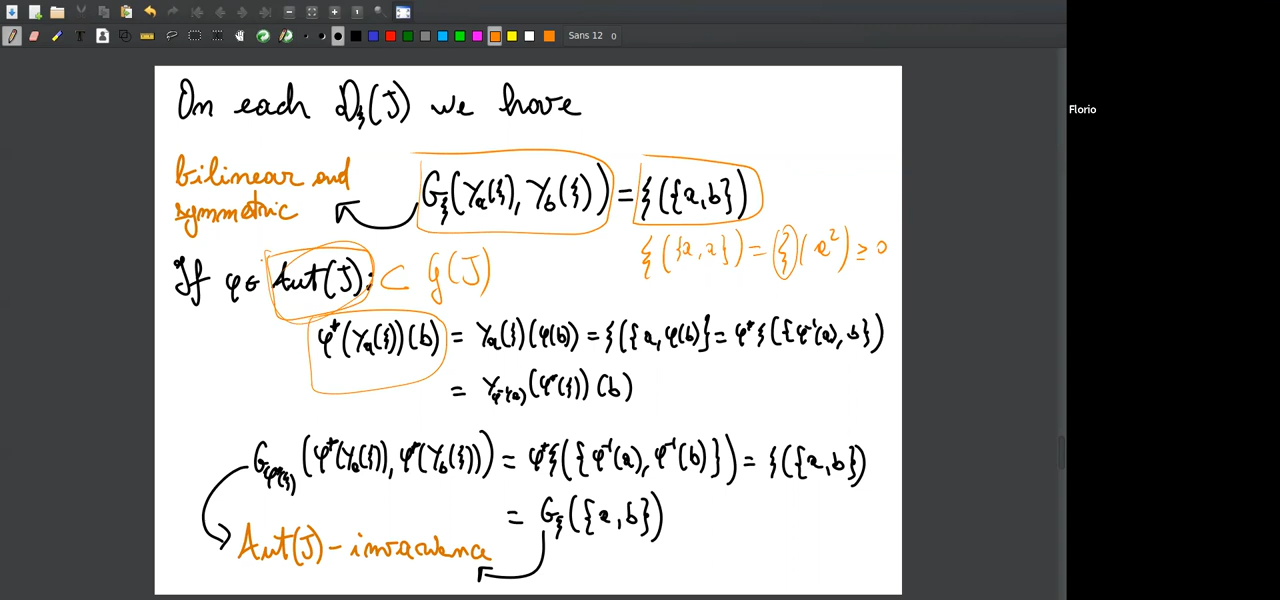 Sans 12
Florio
On each D_ξ(J) we have
bilinear and symmetric
G_ξ(Y_a(ξ), Y_b(ξ)) = ξ({a,b})
ξ({a,a}) = ξ(a²) ≥ 0
If φ ∈ Aut(J): ⊂ g(J)
φ*(Y_a(ξ))(b) = Y_a(ξ)(φ(b)) = ξ({a, φ(b)} = φ*ξ({φ⁻¹(a), b})
= Y_φ⁻¹(a)(φ*(ξ))(b)
G_φ*(ξ)(φ*(Y_a(ξ)), φ*(Y_b(ξ))) = φ*ξ({φ⁻¹(a), φ⁻¹(b)}) = ξ({a,b})
= G_ξ({a,b})
Aut(J)-invariance